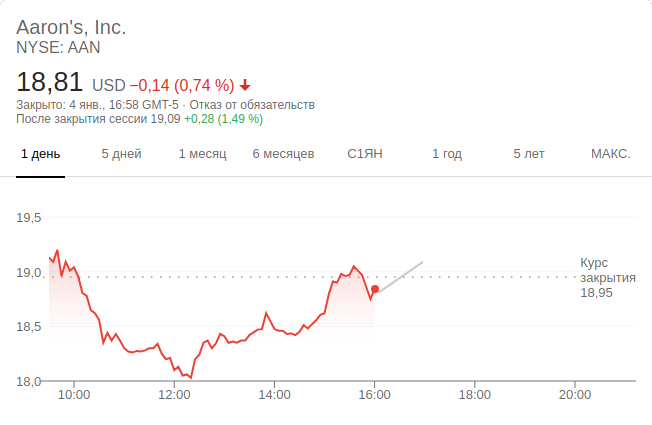 Aaron's, Inc.
NYSE: AAN
18,81 USD −0,14 (0,74 %)
Закрыто: 4 янв., 16:58 GMT-5 · Отказ от обязательств
После закрытия сессии 19,09 +0,28 (1,49 %)
1 день 5 дней 1 месяц 6 месяцев С1ЯН 1 год 5 лет МАКС.
19,5
19,0
18,5
18,0
Курс
закрытия
18,95
10:00 12:00 14:00 16:00 18:00 20:00